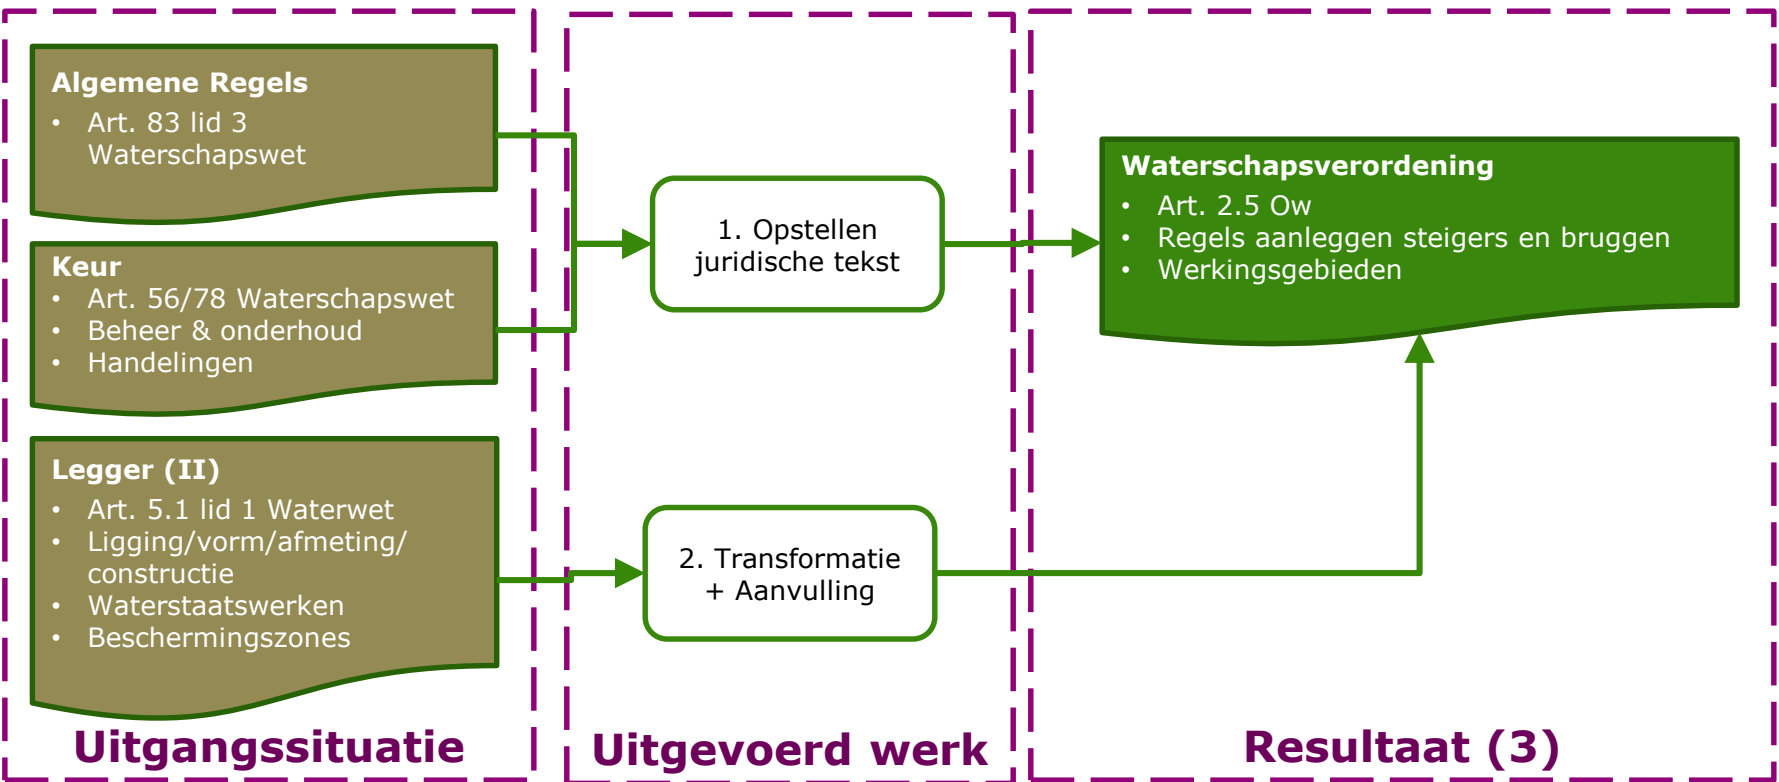 Algemene Regels
• Art. 83 lid 3
Waterschapswet
Keur
• Art. 56/78 Waterschapswet
• Beheer & onderhoud
• Handelingen
Legger (II)
• Art. 5.1 lid 1 Waterwet
• Ligging/vorm/afmeting/
constructie
• Waterstaatswerken
• Beschermingszones
Uitgangssituatie
1. Opstellen
juridische tekst
2. Transformatie
+ Aanvulling
Uitgevoerd werk
Waterschapsverordening
• Art. 2.5 Ow
• Regels aanleggen steigers en bruggen
• Werkingsgebieden
Resultaat (3)